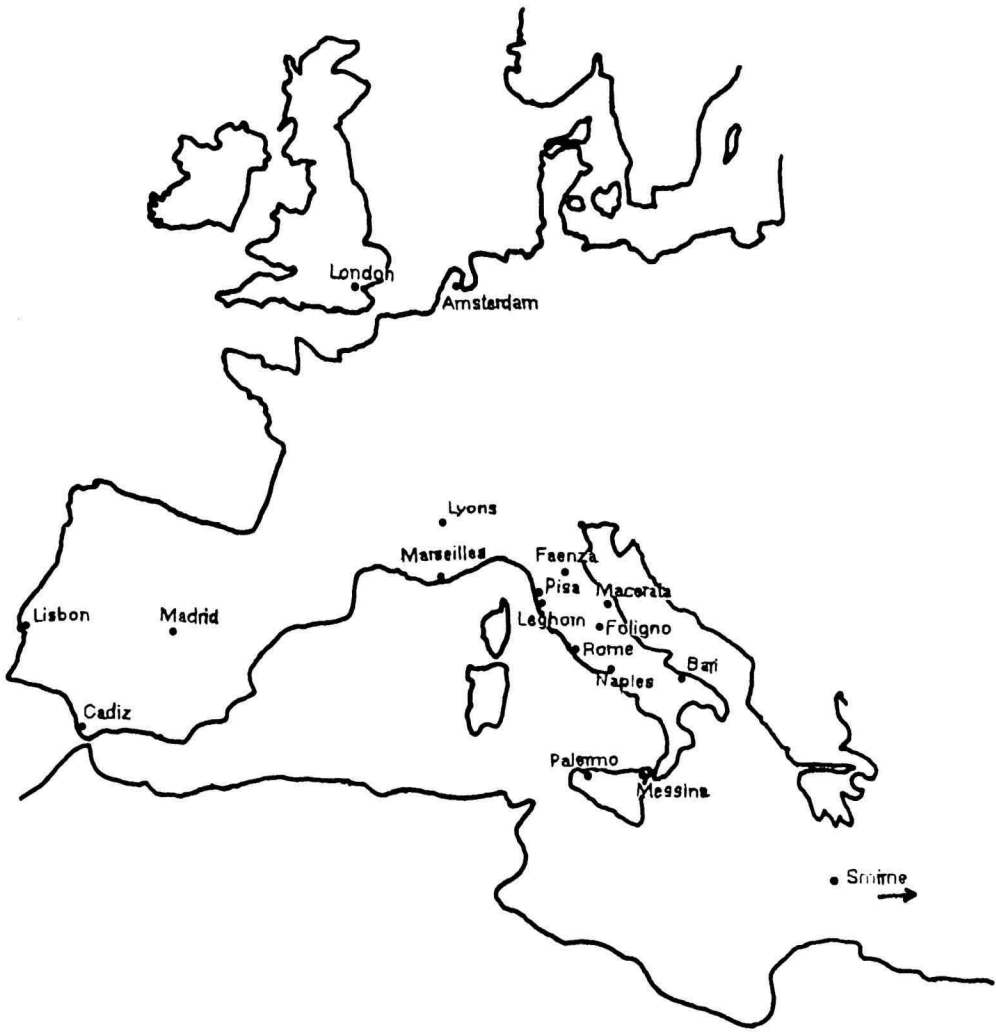 London
Amsterdam
Lyons
Marseilles
Faenza
Pisa
Macerata
Lisbon
Madrid
Leghorn
Foligno
Rome
Bari
Naples
Cadiz
Palermo
Messina
Smirne